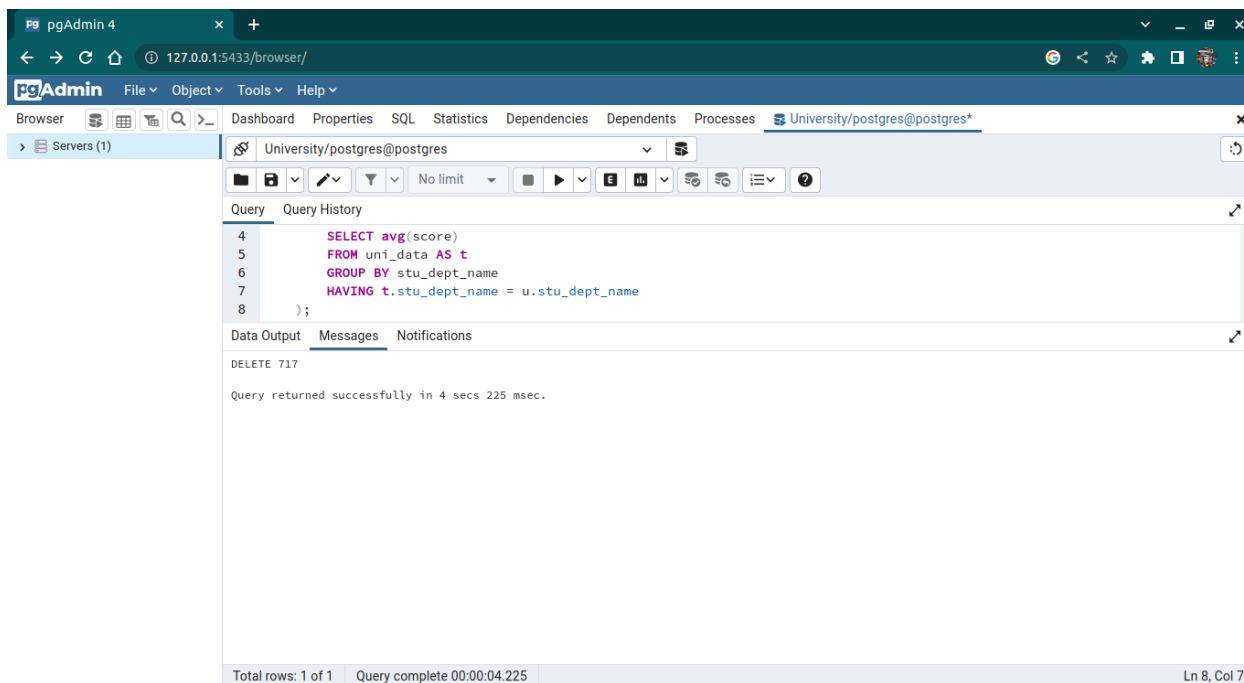 pgAdmin 4
127.0.0.1:5433/browser/
pgAdmin File Object Tools Help
Browser Dashboard Properties SQL Statistics Dependencies Dependents Processes University/postgres@postgres*
Servers (1)
University/postgres@postgres
No limit
Query Query History
4 SELECT avg(score)
5 FROM uni_data AS t
6 GROUP BY stu_dept_name
7 HAVING t.stu_dept_name = u.stu_dept_name
8 );
Data Output Messages Notifications
DELETE 717
Query returned successfully in 4 secs 225 msec.
Total rows: 1 of 1 Query complete 00:00:04.225 Ln 8, Col 7